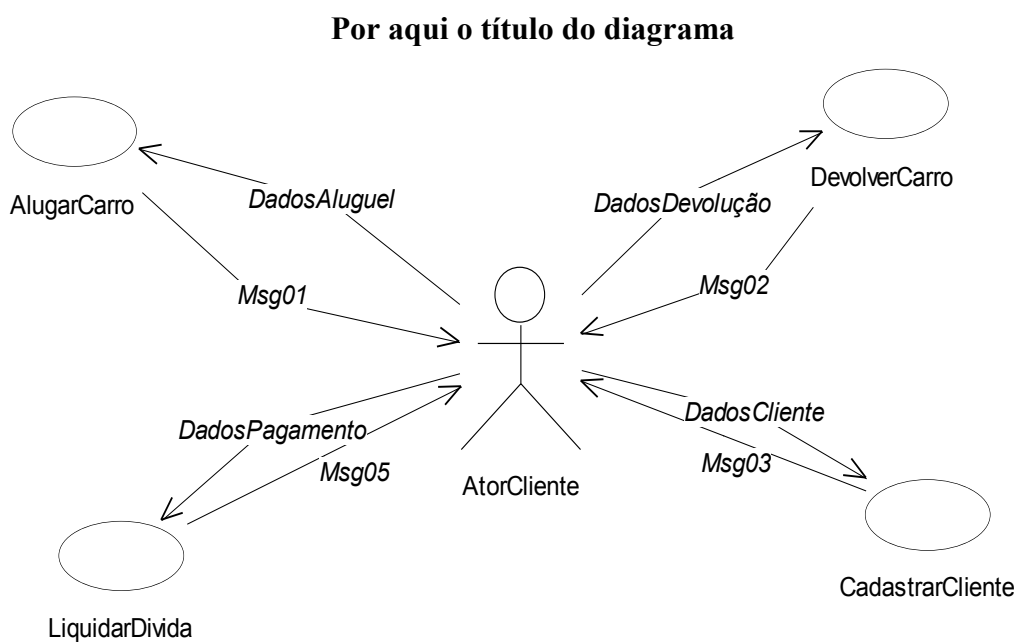 Por aqui o título do diagrama
DevolverCarro
AlugarCarro
DadosAluguel
DadosDevolução
Msg01
Msg02
DadosPagamento
DadosCliente
Msg05
Msg03
AtorCliente
CadastrarCliente
LiquidarDivida